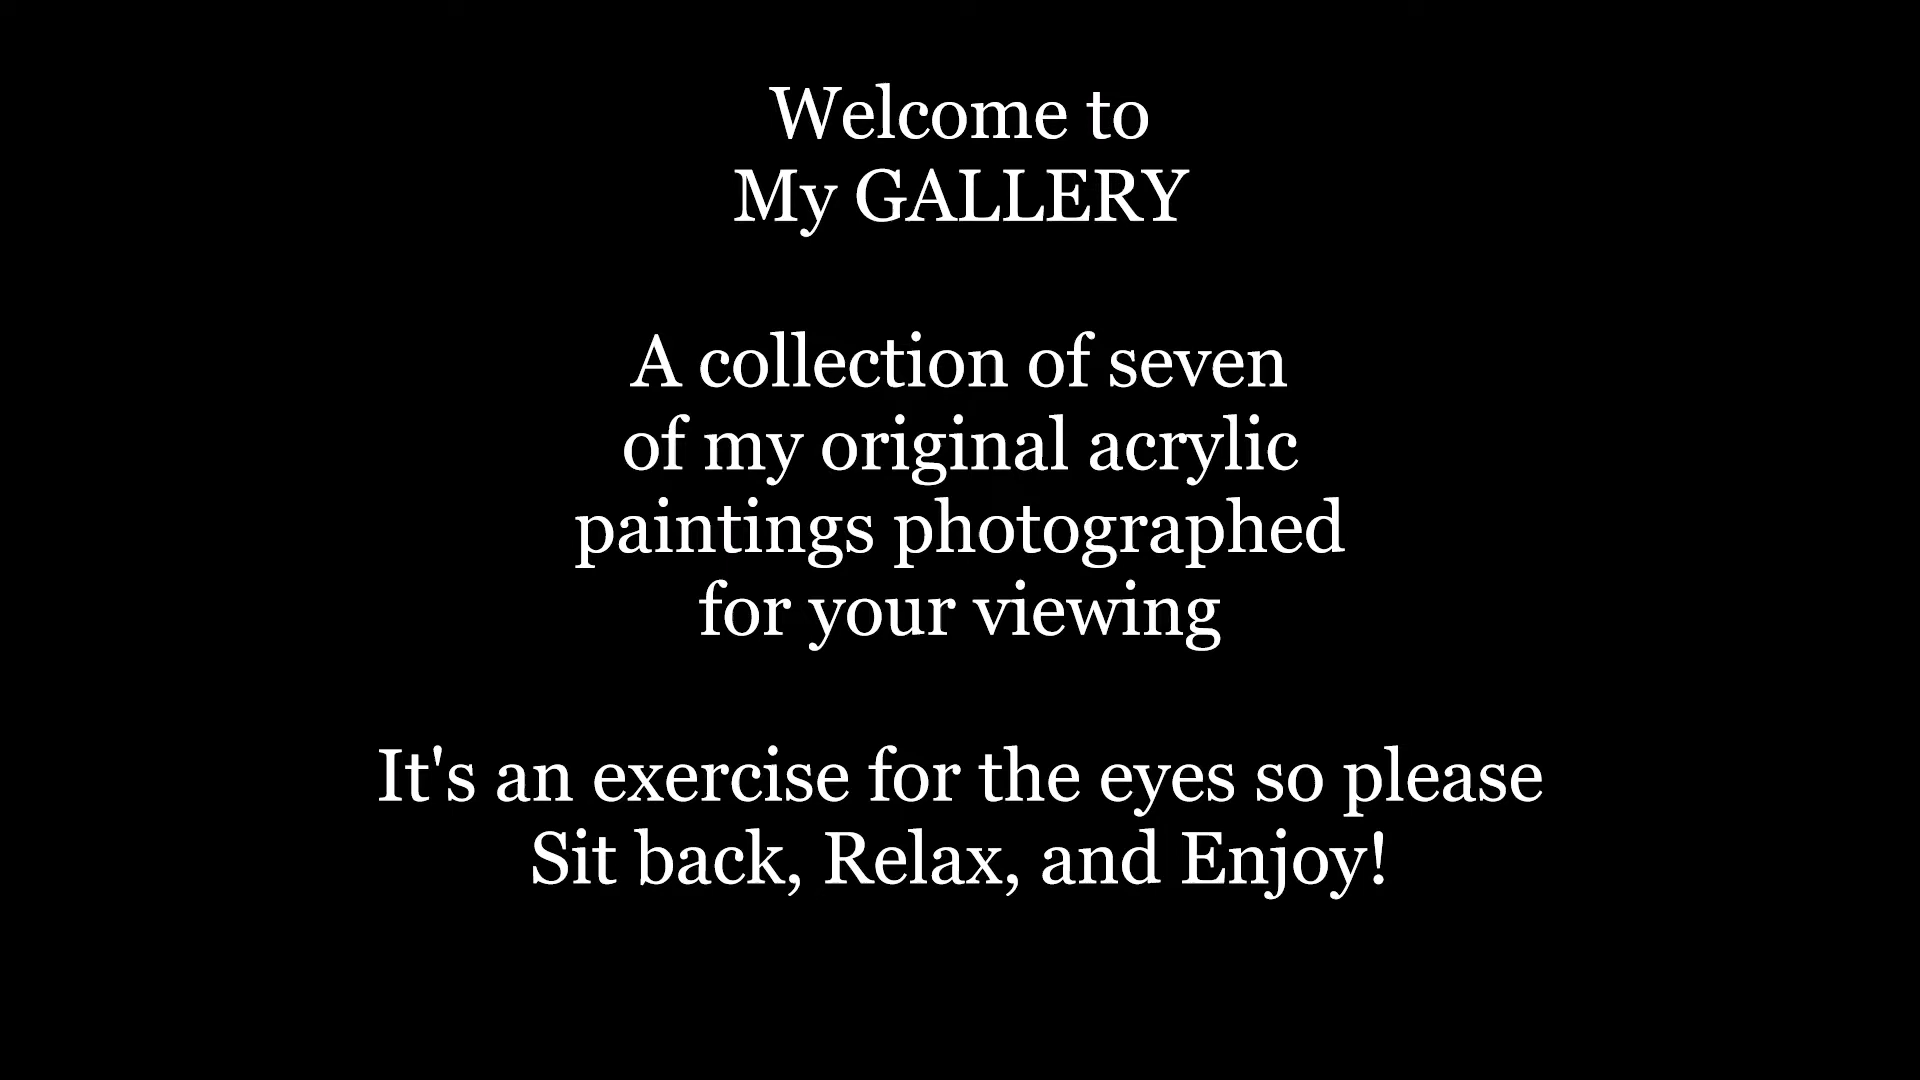 Welcome to
My GALLERY
A collection of seven
of my original acrylic
paintings photographed
for your viewing
It's an exercise for the eyes so please
Sit back, Relax, and Enjoy!